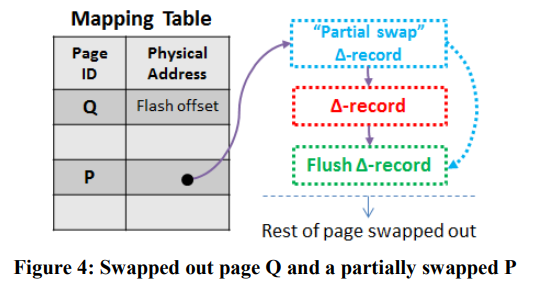 Mapping Table
Page ID
Physical Address
Q
Flash offset
P
"Partial swap"
Δ-record
Δ-record
Flush Δ-record
Rest of page swapped out
Figure 4: Swapped out page Q and a partially swapped P